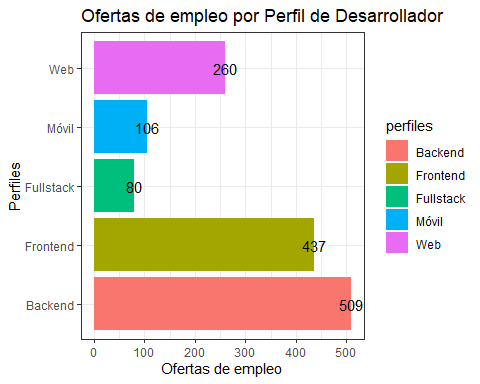 Ofertas de empleo por Perfil de Desarrollador
Perfiles
Web
260
Móvil
106
Fullstack
80
Frontend
437
Backend
509
0 100 200 300 400 500
Ofertas de empleo
perfiles
Backend
Frontend
Fullstack
Móvil
Web